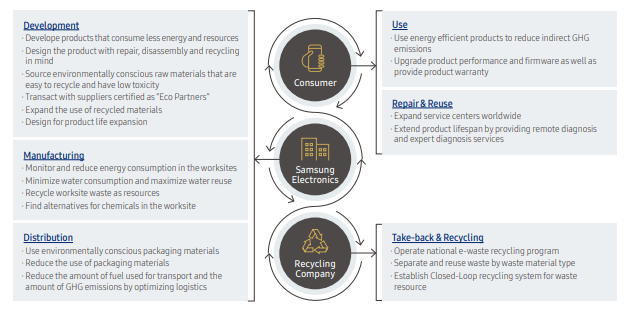 Development
· Develope products that consume less energy and resources
· Design the product with repair, disassembly and recycling
in mind
· Source environmentally conscious raw materials that are
easy to recycle and have low toxicity
· Transact with suppliers certified as "Eco Partners"
· Expand the use of recycled materials
· Design for product life expansion
Manufacturing
· Monitor and reduce energy consumption in the worksites
· Minimize water consumption and maximize water reuse
· Recycle worksite waste as resources
· Find alternatives for chemicals in the worksite
Distribution
· Use environmentally conscious packaging materials
· Reduce the use of packaging materials
· Reduce the amount of fuel used for transport and the
amount of GHG emissions by optimizing logistics
Consumer
Samsung
Electronics
Recycling
Company
Use
· Use energy efficient products to reduce indirect GHG
emissions
· Upgrade product performance and firmware as well as
provide product warranty
Repair & Reuse
· Expand service centers worldwide
· Extend product lifespan by providing remote diagnosis
and expert diagnosis services
Take-back & Recycling
· Operate national e-waste recycling program
· Separate and reuse waste by waste material type
· Establish Closed-Loop recycling system for waste
resource